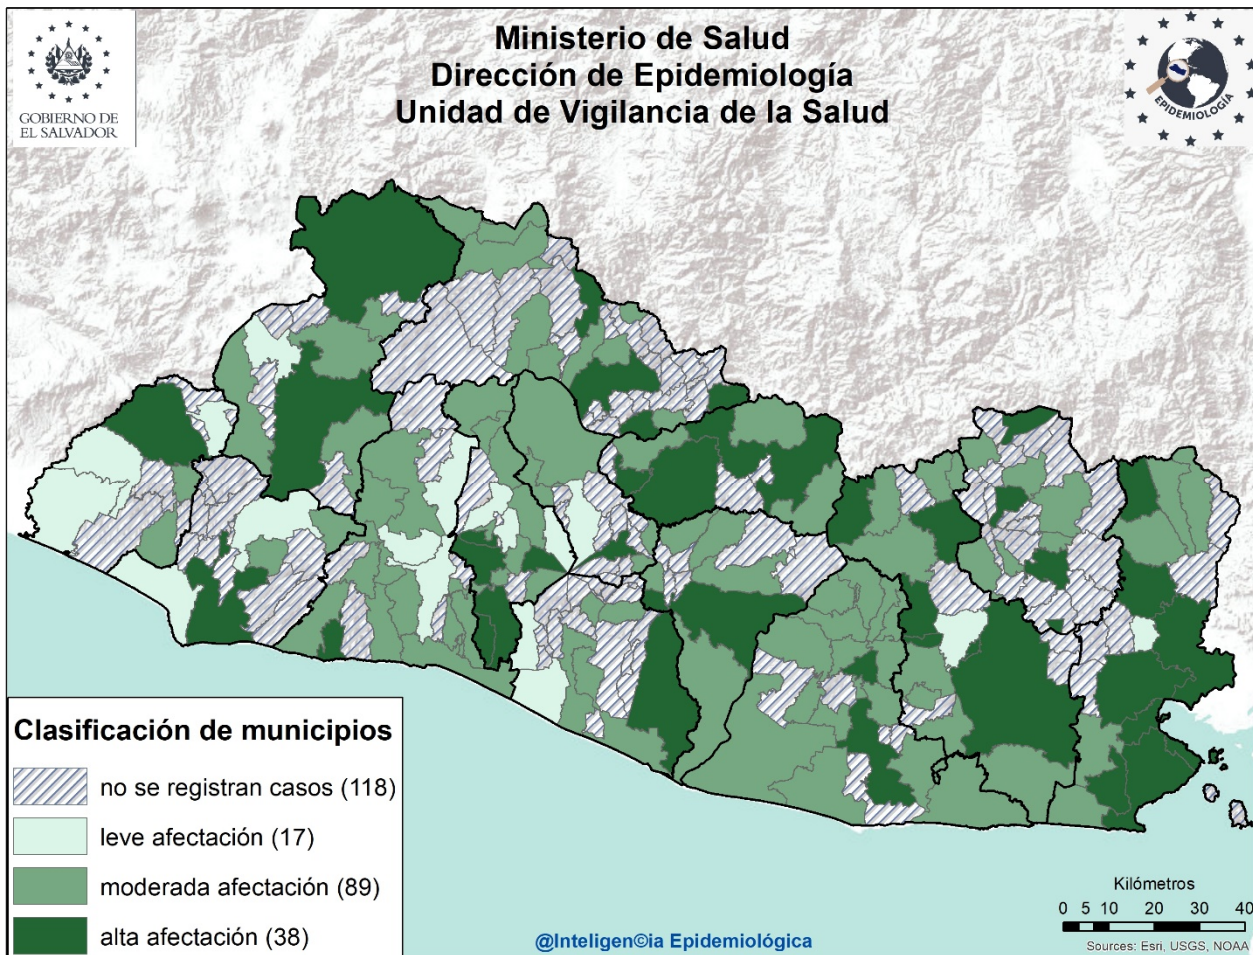 Ministerio de Salud
Dirección de Epidemiología
Unidad de Vigilancia de la Salud
GOBIERNO DE
EL SALVADOR
EPIDEMIOLOGÍA
Clasificación de municipios
no se registran casos (118)
leve afectación (17)
moderada afectación (89)
alta afectación (38)
@Inteligen©ia Epidemiológica
Kilómetros
0 5 10 20 30 40
Sources: Esri, USGS, NOAA